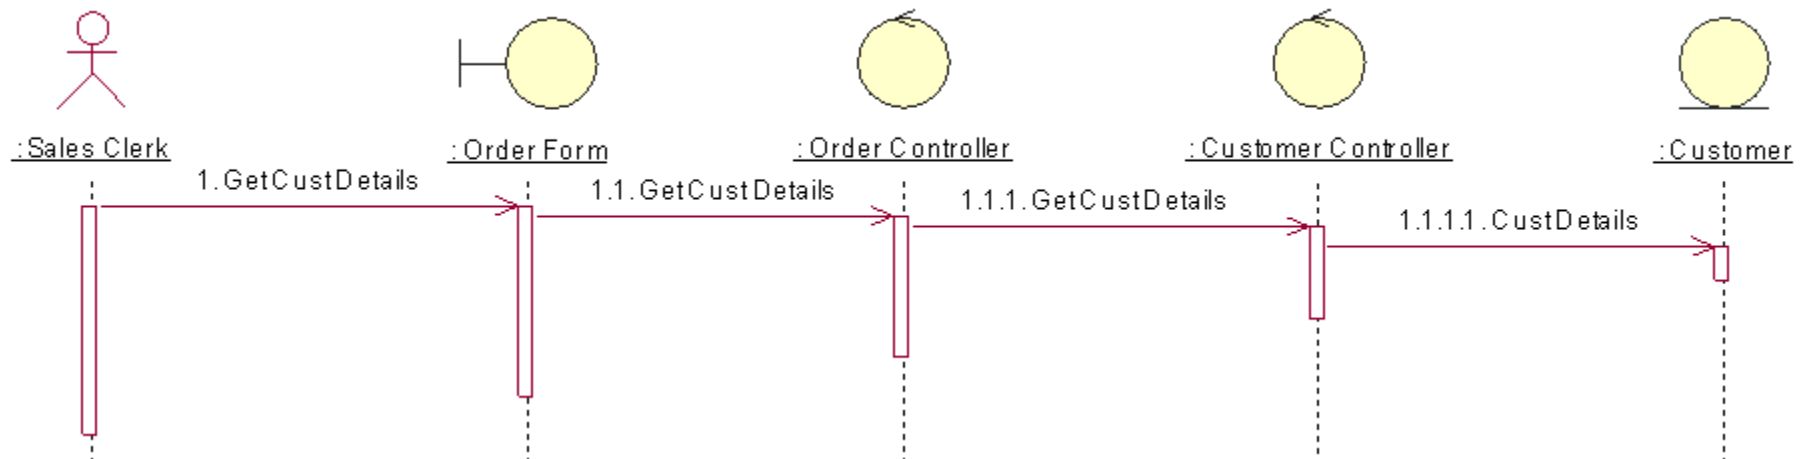 :Sales Clerk
:Order Form
:Order Controller
:Customer Controller
:Customer
1.GetCustDetails
1.1.GetCustDetails
1.1.1.GetCustDetails
1.1.1.1.CustDetails